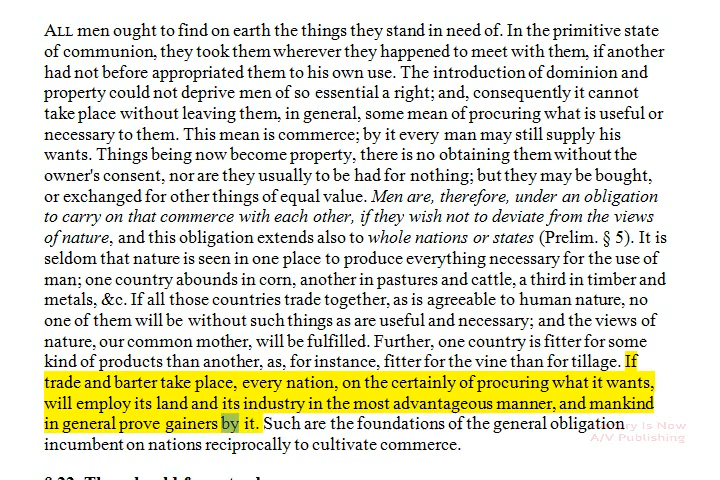 ALL men ought to find on earth the things they stand in need of. In the primitive state
of communion, they took them wherever they happened to meet with them, if another
had not before appropriated them to his own use. The introduction of dominion and
property could not deprive men of so essential a right; and, consequently it cannot
take place without leaving them, in general, some mean of procuring what is useful or
necessary to them. This mean is commerce; by it every man may still supply his
wants. Things being now become property, there is no obtaining them without the
owner's consent, nor are they usually to be had for nothing; but they may be bought,
or exchanged for other things of equal value. Men are, therefore, under an obligation
to carry on that commerce with each other, if they wish not to deviate from the views
of nature, and this obligation extends also to whole nations or states (Prelim. § 5). It is
seldom that nature is seen in one place to produce everything necessary for the use of
man; one country abounds in corn, another in pastures and cattle, a third in timber and
metals, &c. If all those countries trade together, as is agreeable to human nature, no
one of them will be without such things as are useful and necessary; and the views of
nature, our common mother, will be fulfilled. Further, one country is fitter for some
kind of products than another, as, for instance, fitter for the vine than for tillage. If
trade and barter take place, every nation, on the certainly of procuring what it wants,
will employ its land and its industry in the most advantageous manner, and mankind
in general prove gainers by it. Such are the foundations of the general obligation
incumbent on nations reciprocally to cultivate commerce.
Is Now
A/V Publishing